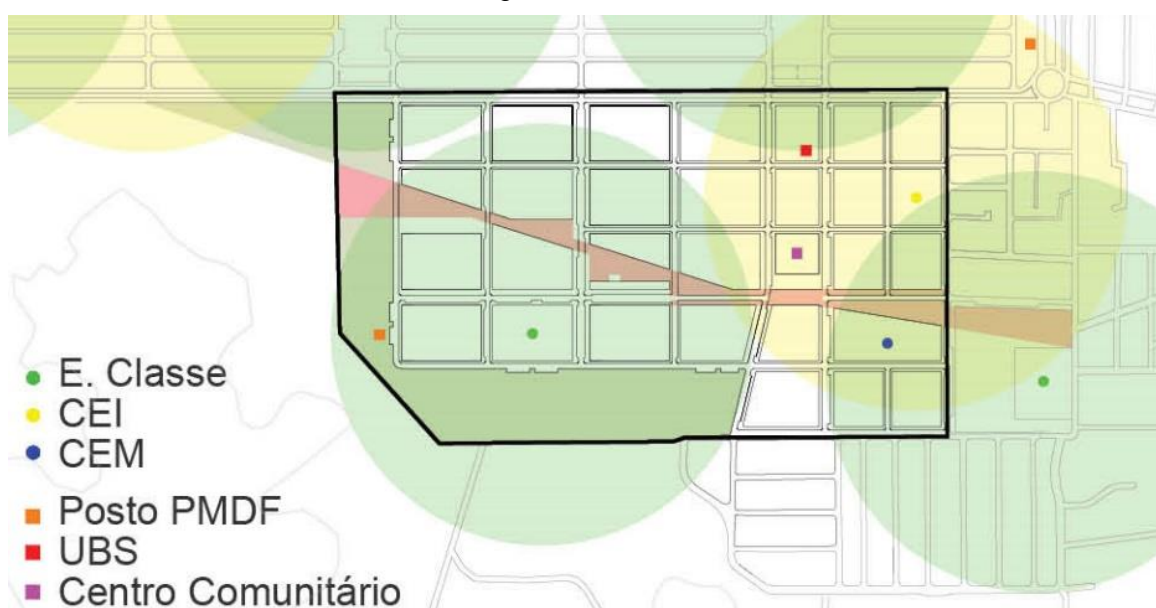 E. Classe
CEI
CEM
Posto PMDF
UBS
Centro Comunitário